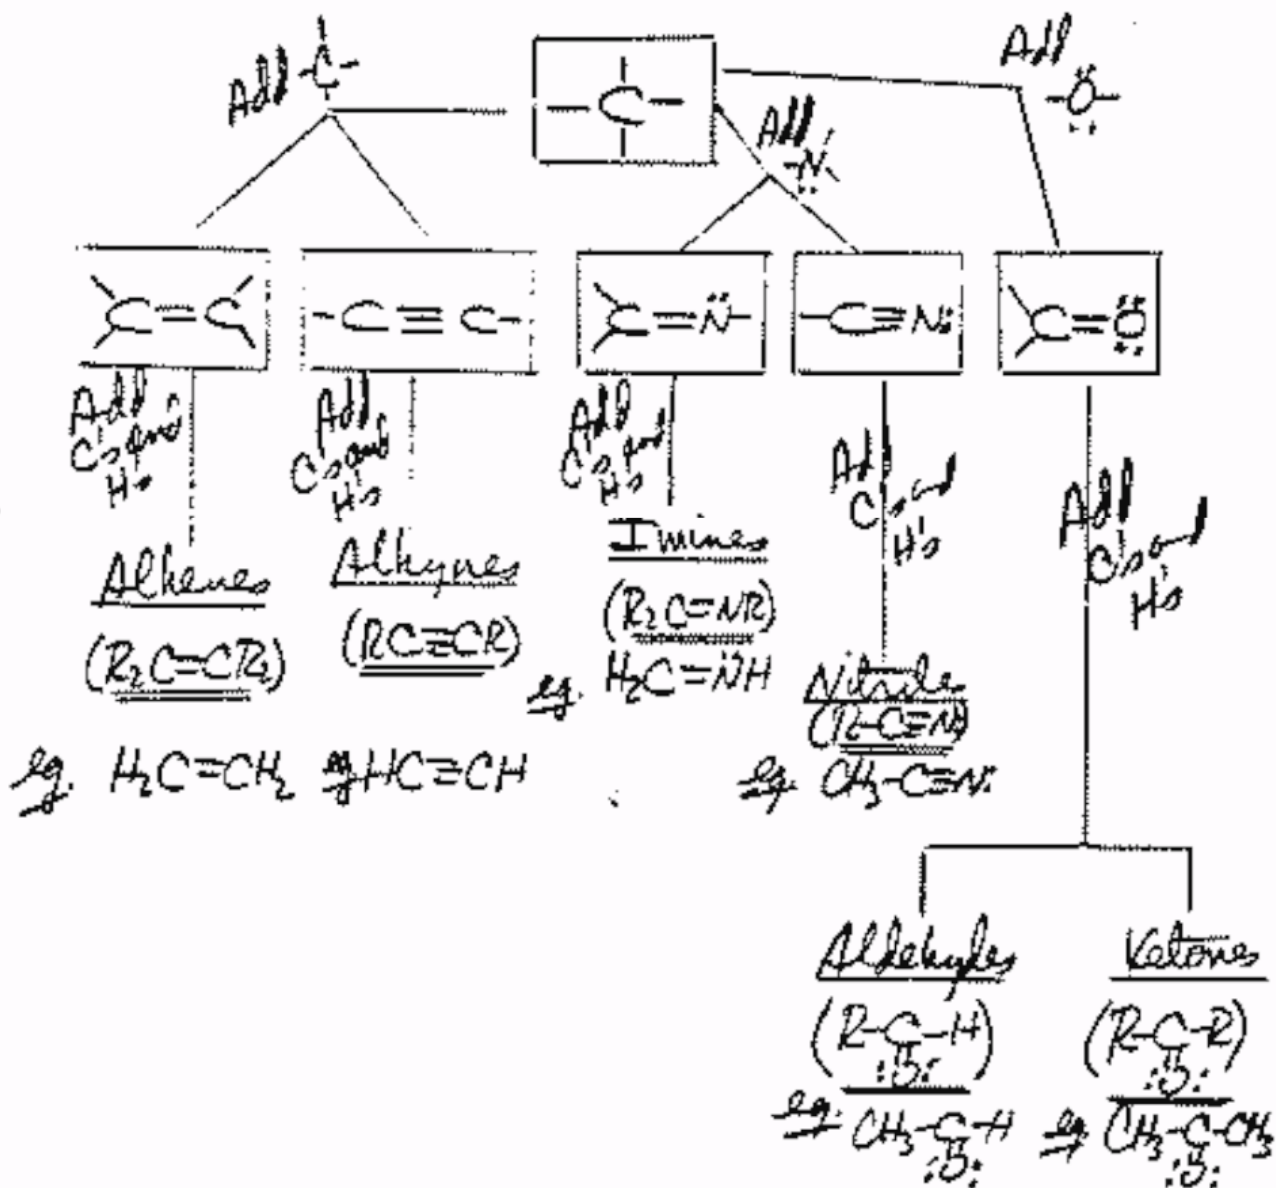 Add -C-
-C-
Add -N-
Add -O-
C=C
-C≡C-
C=N-
-C≡N:
C=O
Add
C's and
H's
Add
C's and
H's
Add
C's and
H's
Add
C's and
H's
Add
C's and
H's
Alkenes
(R₂C=CR₂)
eg. H₂C=CH₂
Alkynes
(RC≡CR)
eg HC≡CH
Imines
(R₂C=NR)
eg. H₂C=NH
Nitrile
(R-C≡N)
eg. CH₃-C≡N:
Aldehydes
(R-C-H)
:O:
eg. CH₃-C-H
:O:
Ketones
(R-C-R)
:O:
eg. CH₃-C-CH₃
:O: